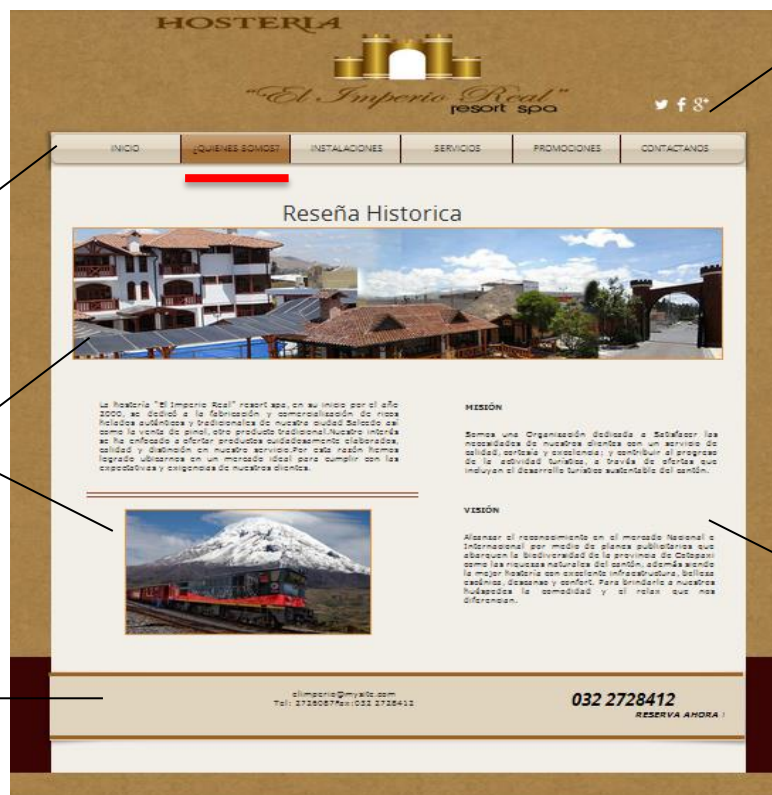 HOSTERIA
"El Imperio Real"
resort spa
INICIO
¿QUIENES SOMOS?
INSTALACIONES
SERVICIOS
PROMOCIONES
CONTACTANOS
Reseña Historica
La hostería "El Imperio Real" resort spa, en su inicio por el año
2000, se dedicó a la fabricación y comercialización de ricos
helados auténticos y tradicionales de nuestra ciudad Salcedo así
como la venta de pinol, otro producto tradicional.Nuestro interés
se ha enfocado a ofertar productos cuidadosamente elaborados,
calidad y distinción en nuestro servicio.Por esta razón hemos
logrado ubicarnos en un mercado ideal para cumplir con las
expectativas y exigencias de nuestros clientes.
MISIÓN
Somos una Organización dedicada a Satisfacer las
necesidades de nuestros clientes con un servicio de
calidad, cortesía y excelencia; y contribuir al progreso
de la actividad turística, a través de ofertas que
incluyan el desarrollo turístico sustentable del cantón.
VISIÓN
Alcanzar el reconocimiento en el mercado Nacional e
Internacional por medio de planes publicitarios que
abarquen la biodiversidad de la provincia de Cotopaxi
como las riquezas naturales del cantón, además siendo
la mejor hostería con excelente infraestructura, belleza
escénica, descanso y confort. Para brindarle a nuestros
huéspedes la comodidad y el relax que nos
diferencian.
elimperio@mysite.com
Tel: 2726087Fax:032 2728412
032 2728412
RESERVA AHORA !